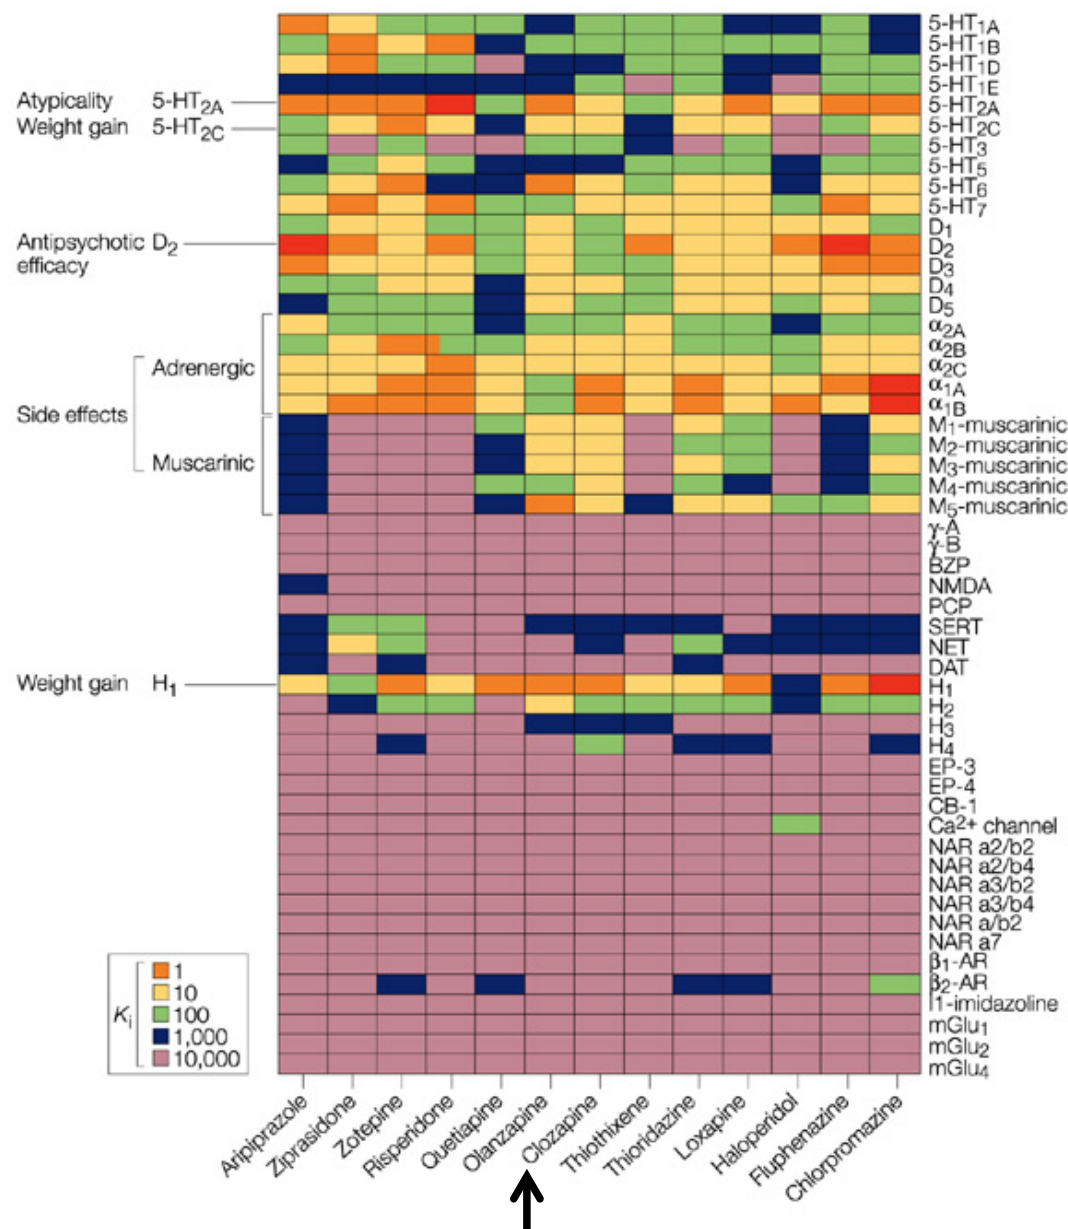 Atypicality 5-HT2A
Weight gain 5-HT2C
Antipsychotic D2
efficacy
Adrenergic
Side effects
Muscarinic
Weight gain H1
5-HT1A
5-HT1B
5-HT1D
5-HT1E
5-HT2A
5-HT2C
5-HT3
5-HT5
5-HT6
5-HT7
D1
D2
D3
D4
D5
α2A
α2B
α2C
α1A
α1B
M1-muscarinic
M2-muscarinic
M3-muscarinic
M4-muscarinic
M5-muscarinic
γ-A
γ-B
BZP
NMDA
PCP
SERT
NET
DAT
H1
H2
H3
H4
EP-3
EP-4
CB-1
Ca2+ channel
NAR a2/b2
NAR a2/b4
NAR a3/b2
NAR a3/b4
NAR a/b2
NAR a7
β1-AR
β2-AR
I1-imidazoline
mGlu1
mGlu2
mGlu4
Ki
1
10
100
1,000
10,000
Aripiprazole
Ziprasidone
Zotepine
Risperidone
Quetiapine
Olanzapine
Clozapine
Thlothixene
Thioridazine
Loxapine
Haloperidol
Fluphenazine
Chlorpromazine